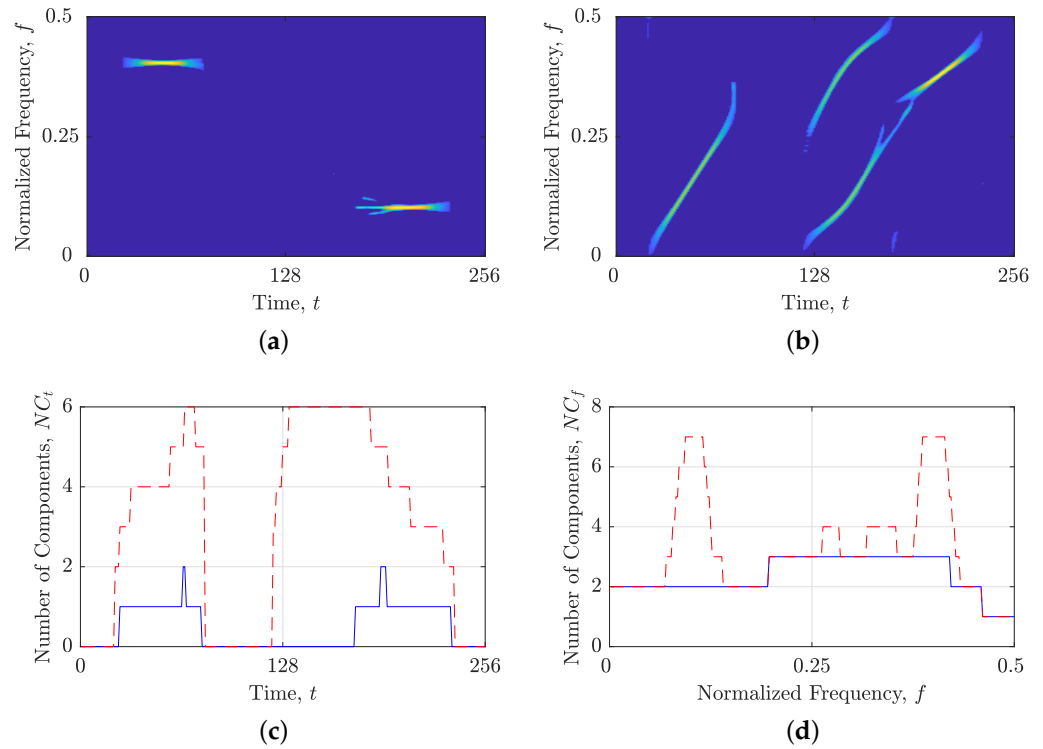 0.5
0.25
0
Normalized Frequency, f
0
128
256
Time, t
(a)
0.5
0.25
0
Normalized Frequency, f
0
128
256
Time, t
(b)
6
4
2
0
Number of Components, NC_t
0
128
256
Time, t
(c)
8
6
4
2
0
Number of Components, NC_f
0
0.25
0.5
Normalized Frequency, f
(d)